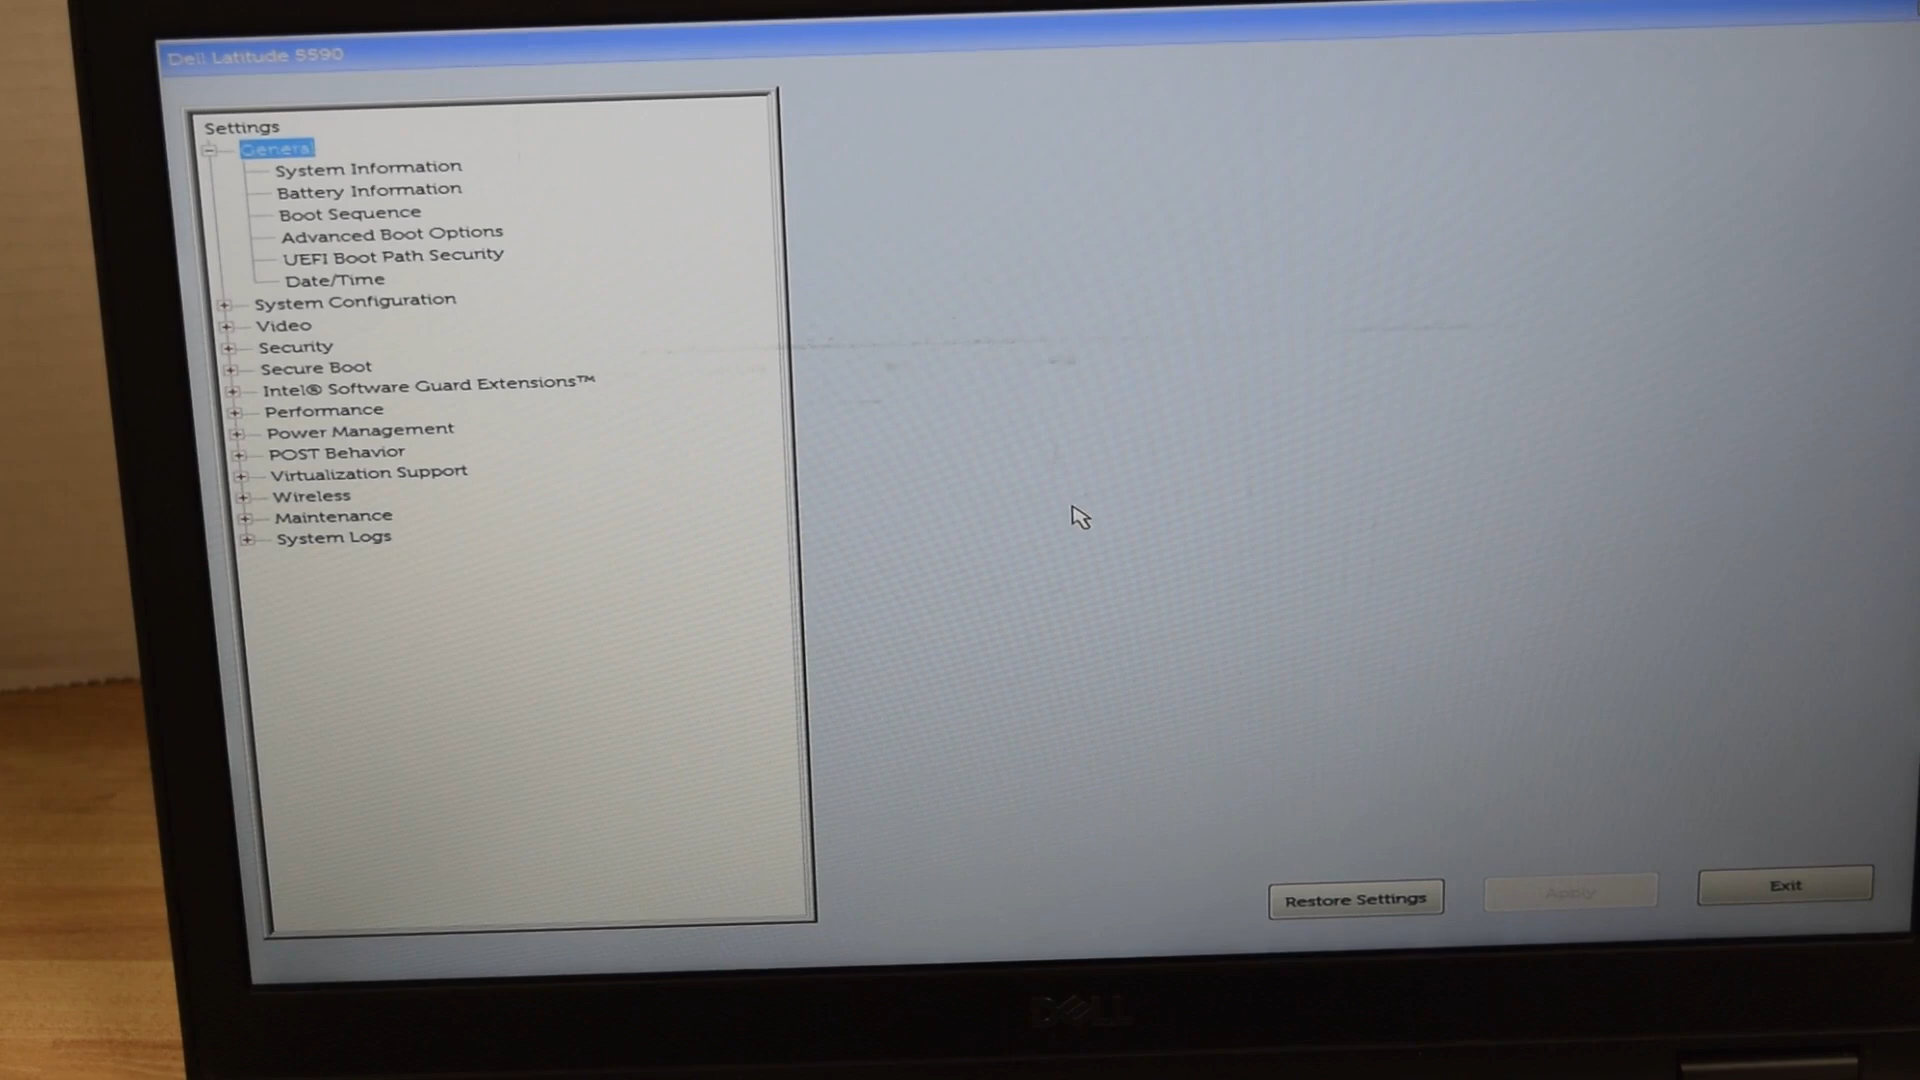 Dell Latitude 5590
Settings
General
System Information
Battery Information
Boot Sequence
Advanced Boot Options
UEFI Boot Path Security
Date/Time
System Configuration
Video
Security
Secure Boot
Intel® Software Guard Extensions™
Performance
Power Management
POST Behavior
Virtualization Support
Wireless
Maintenance
System Logs
Restore Settings
Apply
Exit
DELL